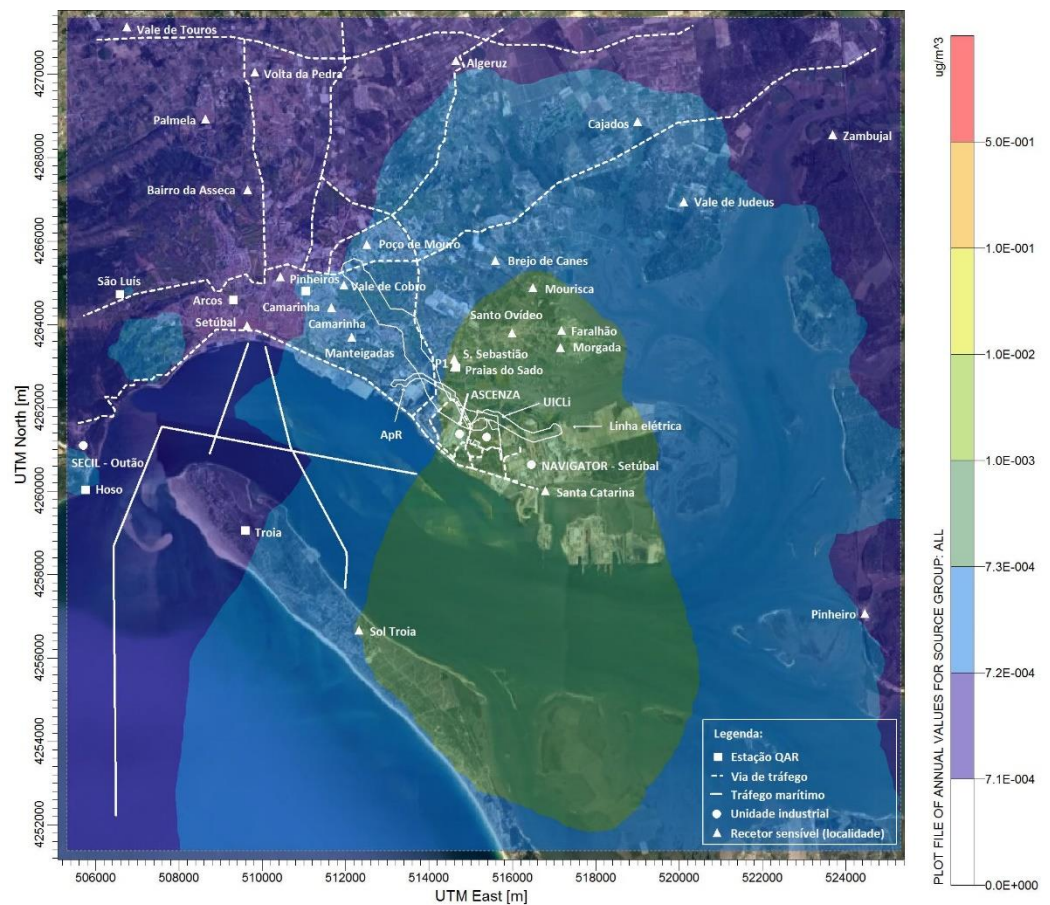 Vale de Touros
Volta da Pedra
Algeruz
Palmela
Cajados
Zambujal
Bairro da Asseca
Vale de Judeus
Poço de Mouro
Brejo de Canes
São Luís
Pinheiros
Vale de Cobro
Mourisca
Arcos
Camarinha
Santo Ovídeo
Faralhão
Setúbal
Camarinha
Morgada
Manteigadas
S. Sebastião
P1
Praias do Sado
ASCENZA
UICLi
ApR
Linha elétrica
SECIL - Outão
NAVIGATOR - Setúbal
Hoso
Santa Catarina
Troia
Sol Troia
Pinheiro
Legenda:
Estação QAR
Via de tráfego
Tráfego marítimo
Unidade industrial
Recetor sensível (localidade)
UTM North [m]
4270000
4268000
4266000
4264000
4262000
4260000
4258000
4256000
4254000
4252000
506000 508000 510000 512000 514000 516000 518000 520000 522000 524000
UTM East [m]
PLOT FILE OF ANNUAL VALUES FOR SOURCE GROUP: ALL
ug/m^3
5.0E-001
1.0E-001
1.0E-002
1.0E-003
7.3E-004
7.2E-004
7.1E-004
0.0E+000